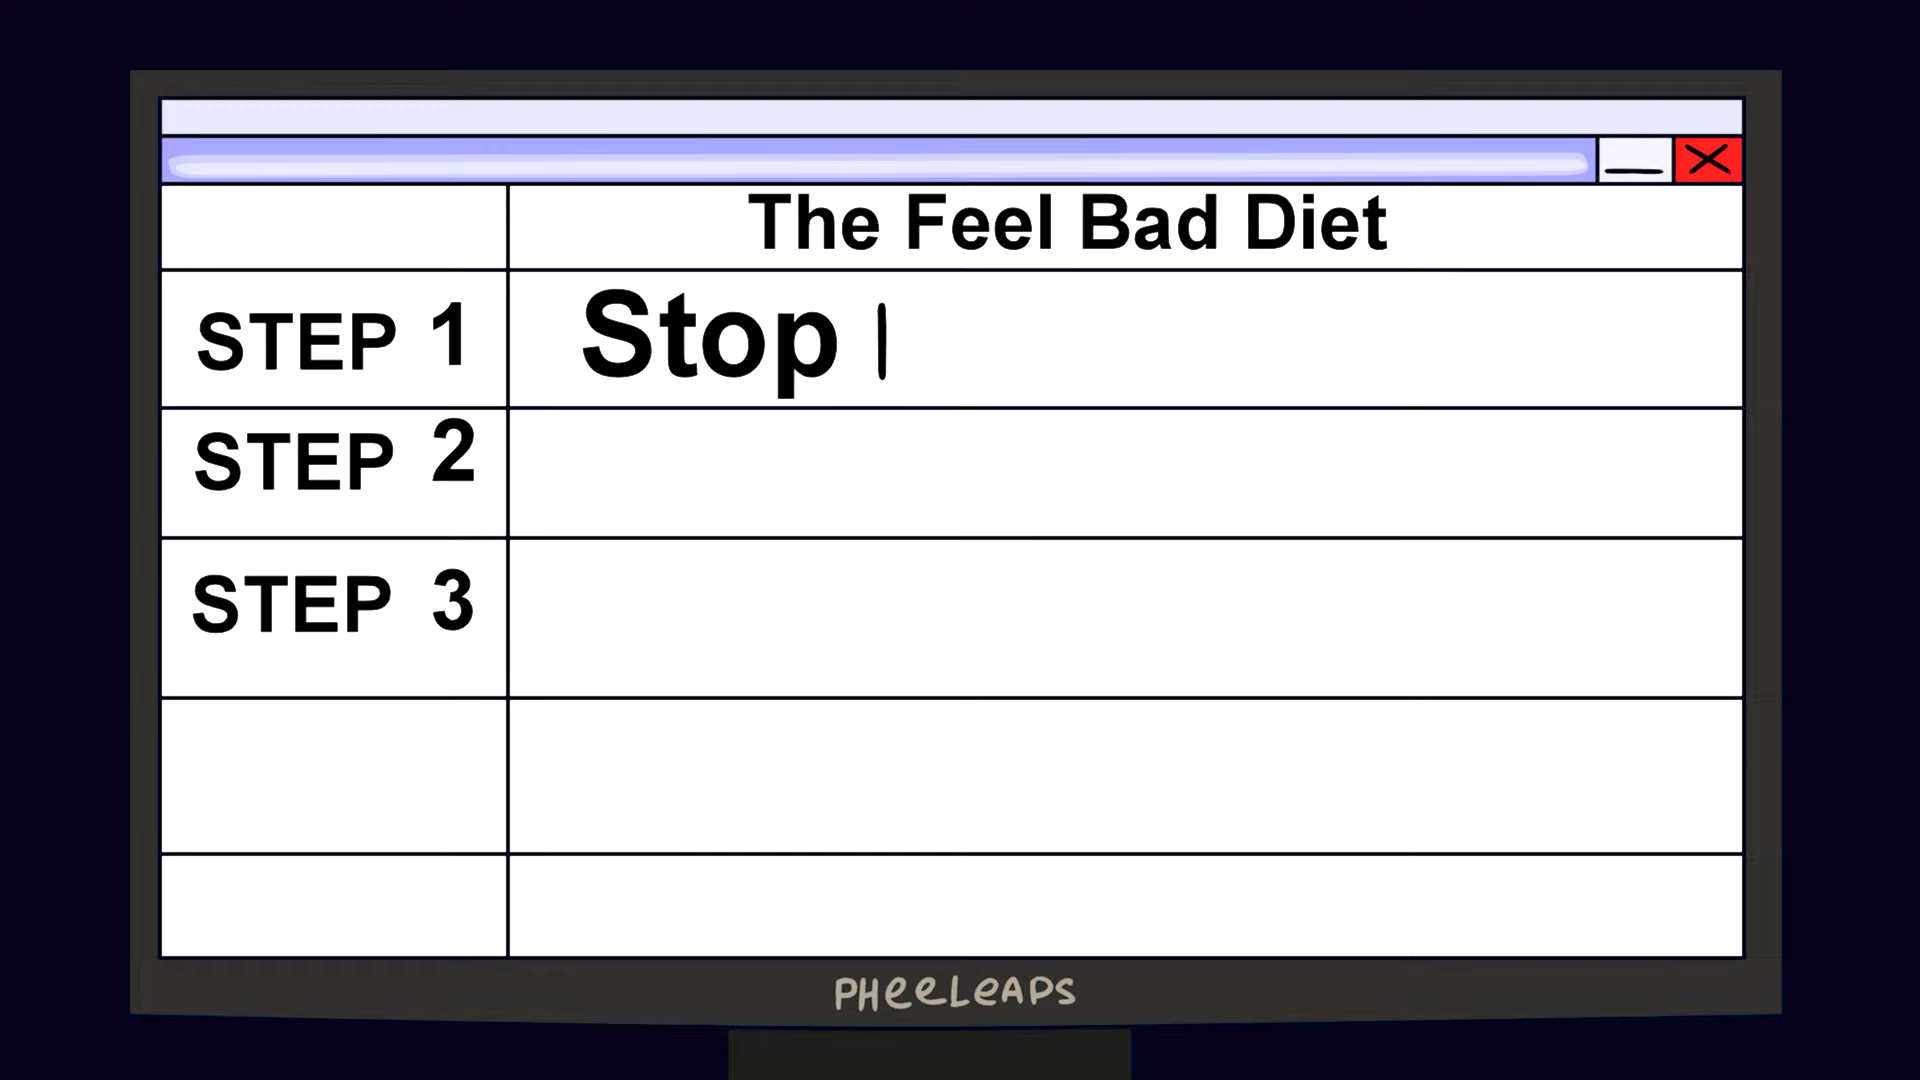 The Feel Bad Diet
STEP 1 Stop
STEP 2
STEP 3
PHeeLeAPS